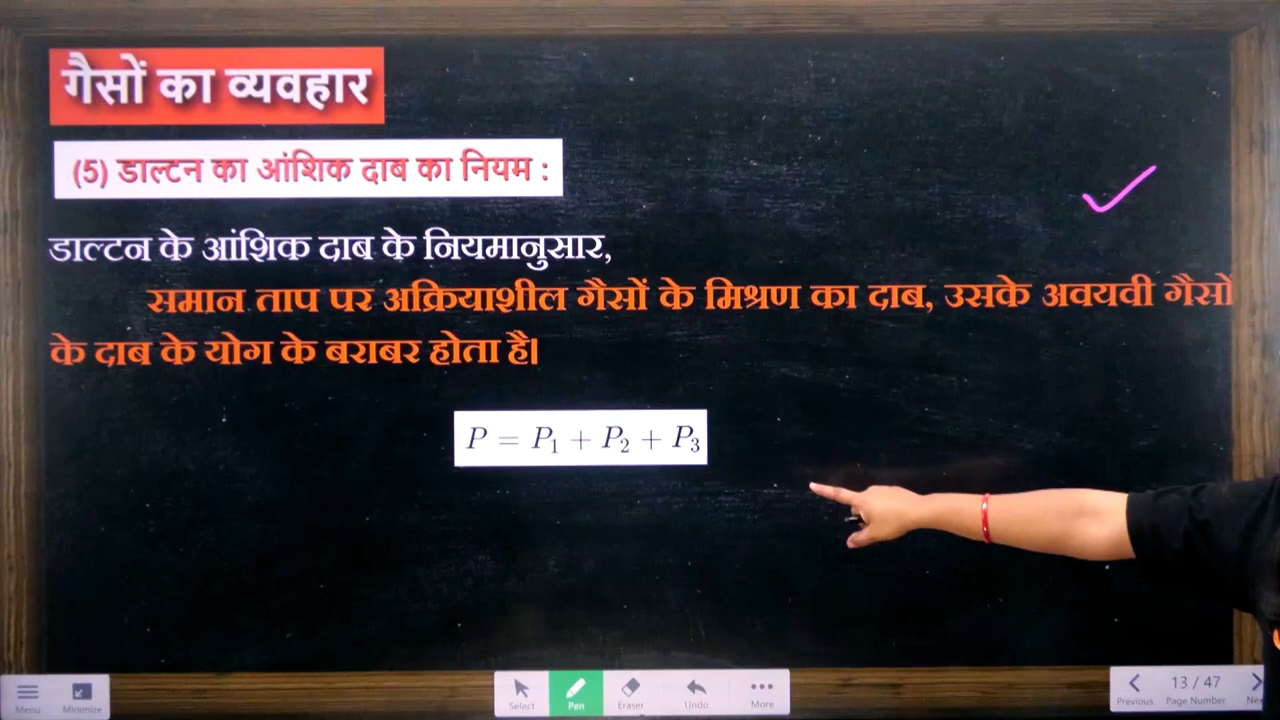 गैसों का व्यवहार
(5) डाल्टन का आंशिक दाब का नियम :
डाल्टन के आंशिक दाब के नियमानुसार,
समान ताप पर अक्रियाशील गैसों के मिश्रण का दाब, उसके अवयवी गैसों
के दाब के योग के बराबर होता है।
P = P₁ + P₂ + P₃
Menu Minimize Select Pen Eraser Undo More Previous 13 / 47 Page Number